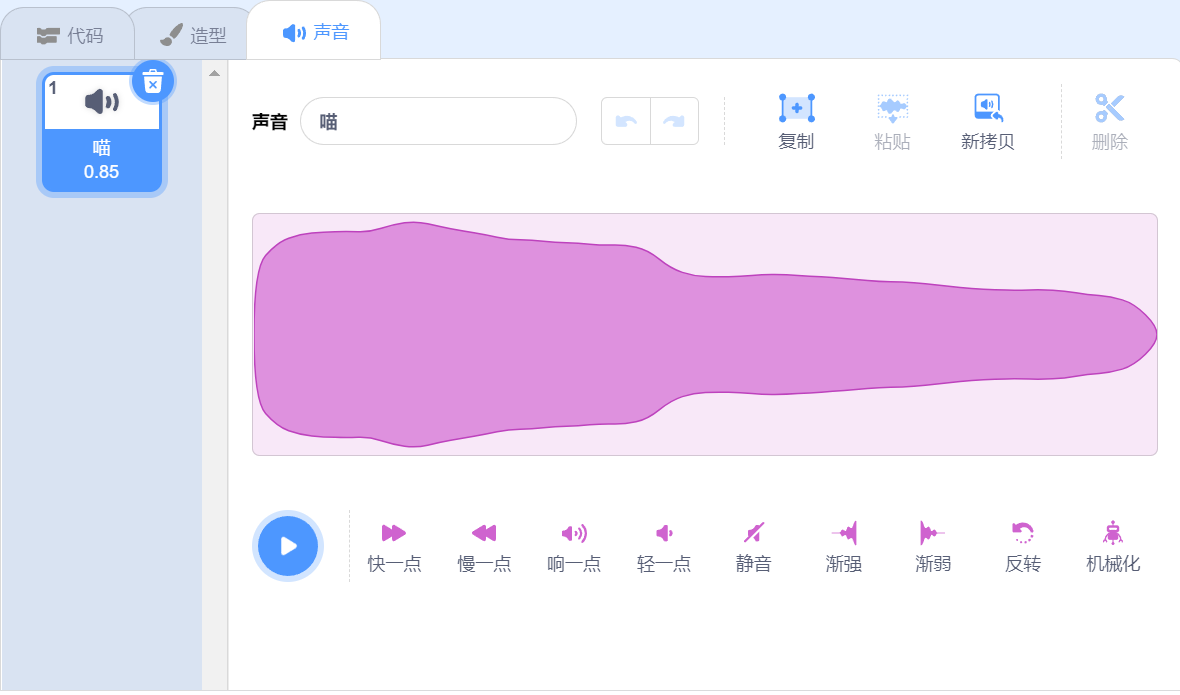 代码
造型
声音
1
喵
0.85
声音
喵
复制
粘贴
新拷贝
删除
快一点
慢一点
响一点
轻一点
静音
渐强
渐弱
反转
机械化